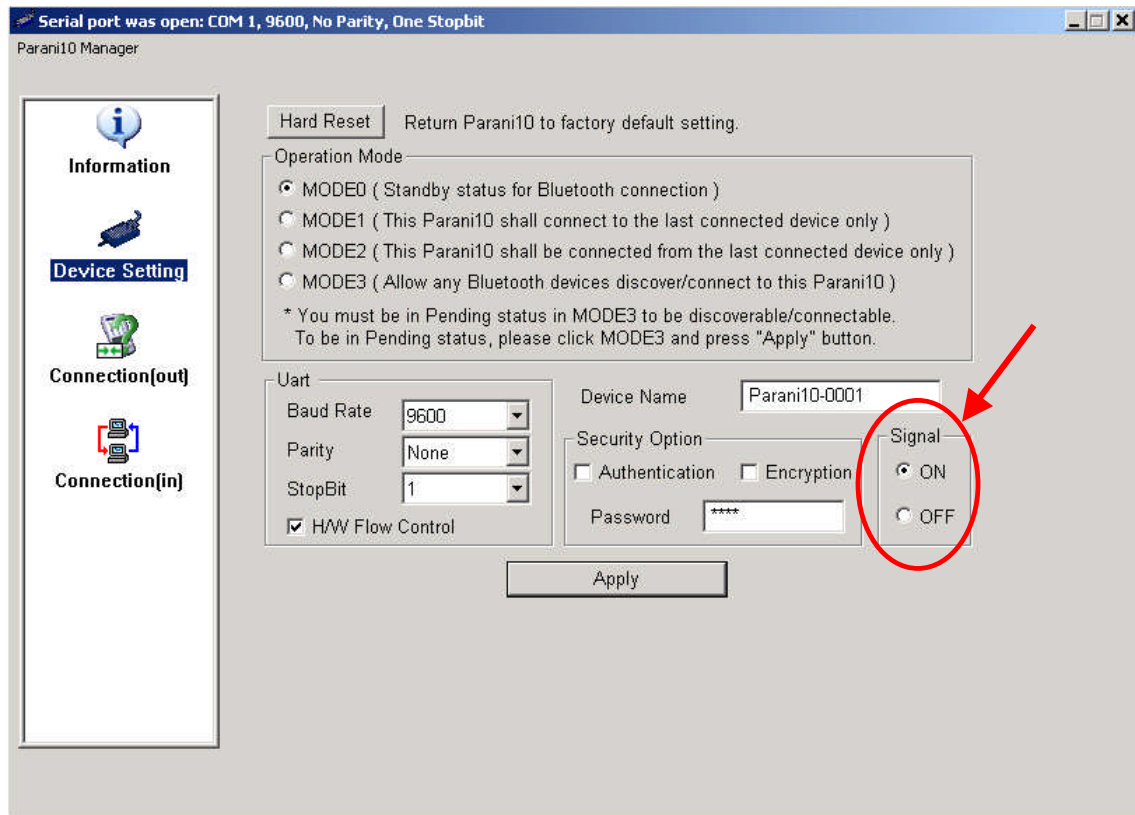 Serial port was open: COM 1, 9600, No Parity, One Stopbit
Parani10 Manager
Information
Device Setting
Connection(out)
Connection(in)
Hard Reset Return Parani10 to factory default setting.
Operation Mode
MODE0 ( Standby status for Bluetooth connection )
MODE1 ( This Parani10 shall connect to the last connected device only )
MODE2 ( This Parani10 shall be connected from the last connected device only )
MODE3 ( Allow any Bluetooth devices discover/connect to this Parani10 )
* You must be in Pending status in MODE3 to be discoverable/connectable.
To be in Pending status, please click MODE3 and press "Apply" button.
Uart
Baud Rate 9600
Parity None
StopBit 1
H/W Flow Control
Device Name Parani10-0001
Security Option
Authentication Encryption
Password ****
Signal
ON
OFF
Apply